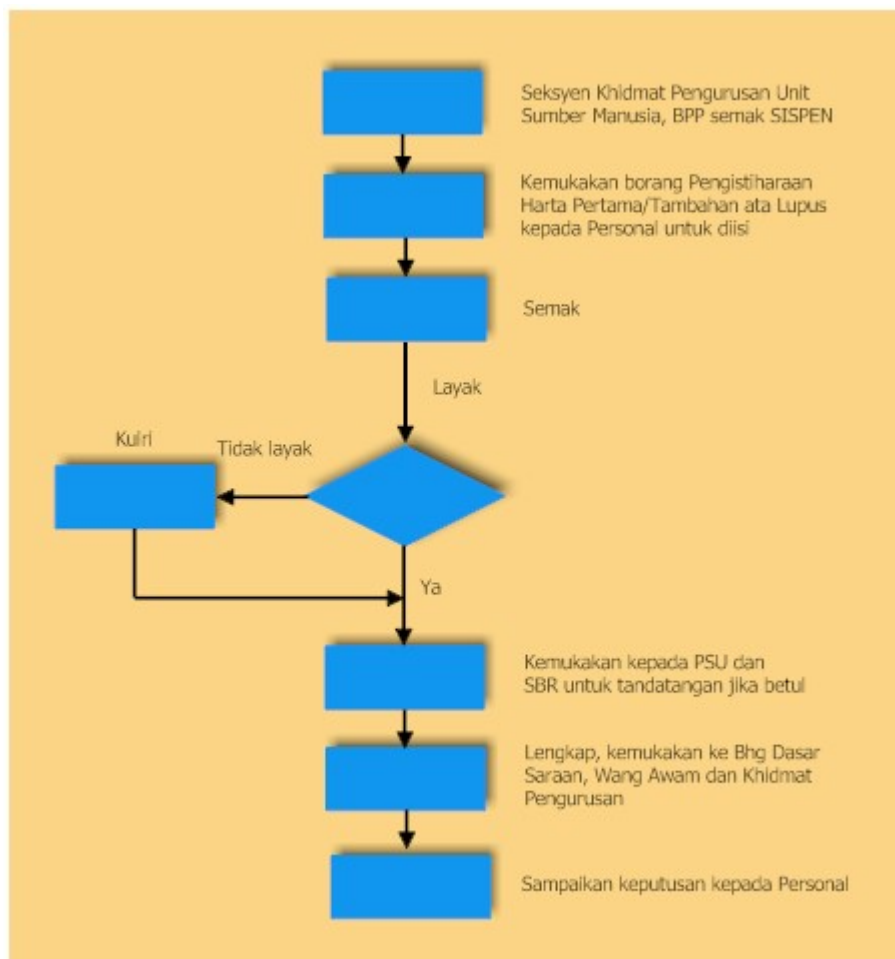 Seksyen Khidmat Pengurusan Unit
Sumber Manusia, BPP semak SISPEN
Kemukakan borang Pengistiharaan
Harta Pertama/Tambahan ata Lupus
kepada Personal untuk diisi
Semak
Layak
Kuiri
Tidak layak
Ya
Kemukakan kepada PSU dan
SBR untuk tandatangan jika betul
Lengkap, kemukakan ke Bhg Dasar
Saraan, Wang Awam dan Khidmat
Pengurusan
Sampaikan keputusan kepada Personal